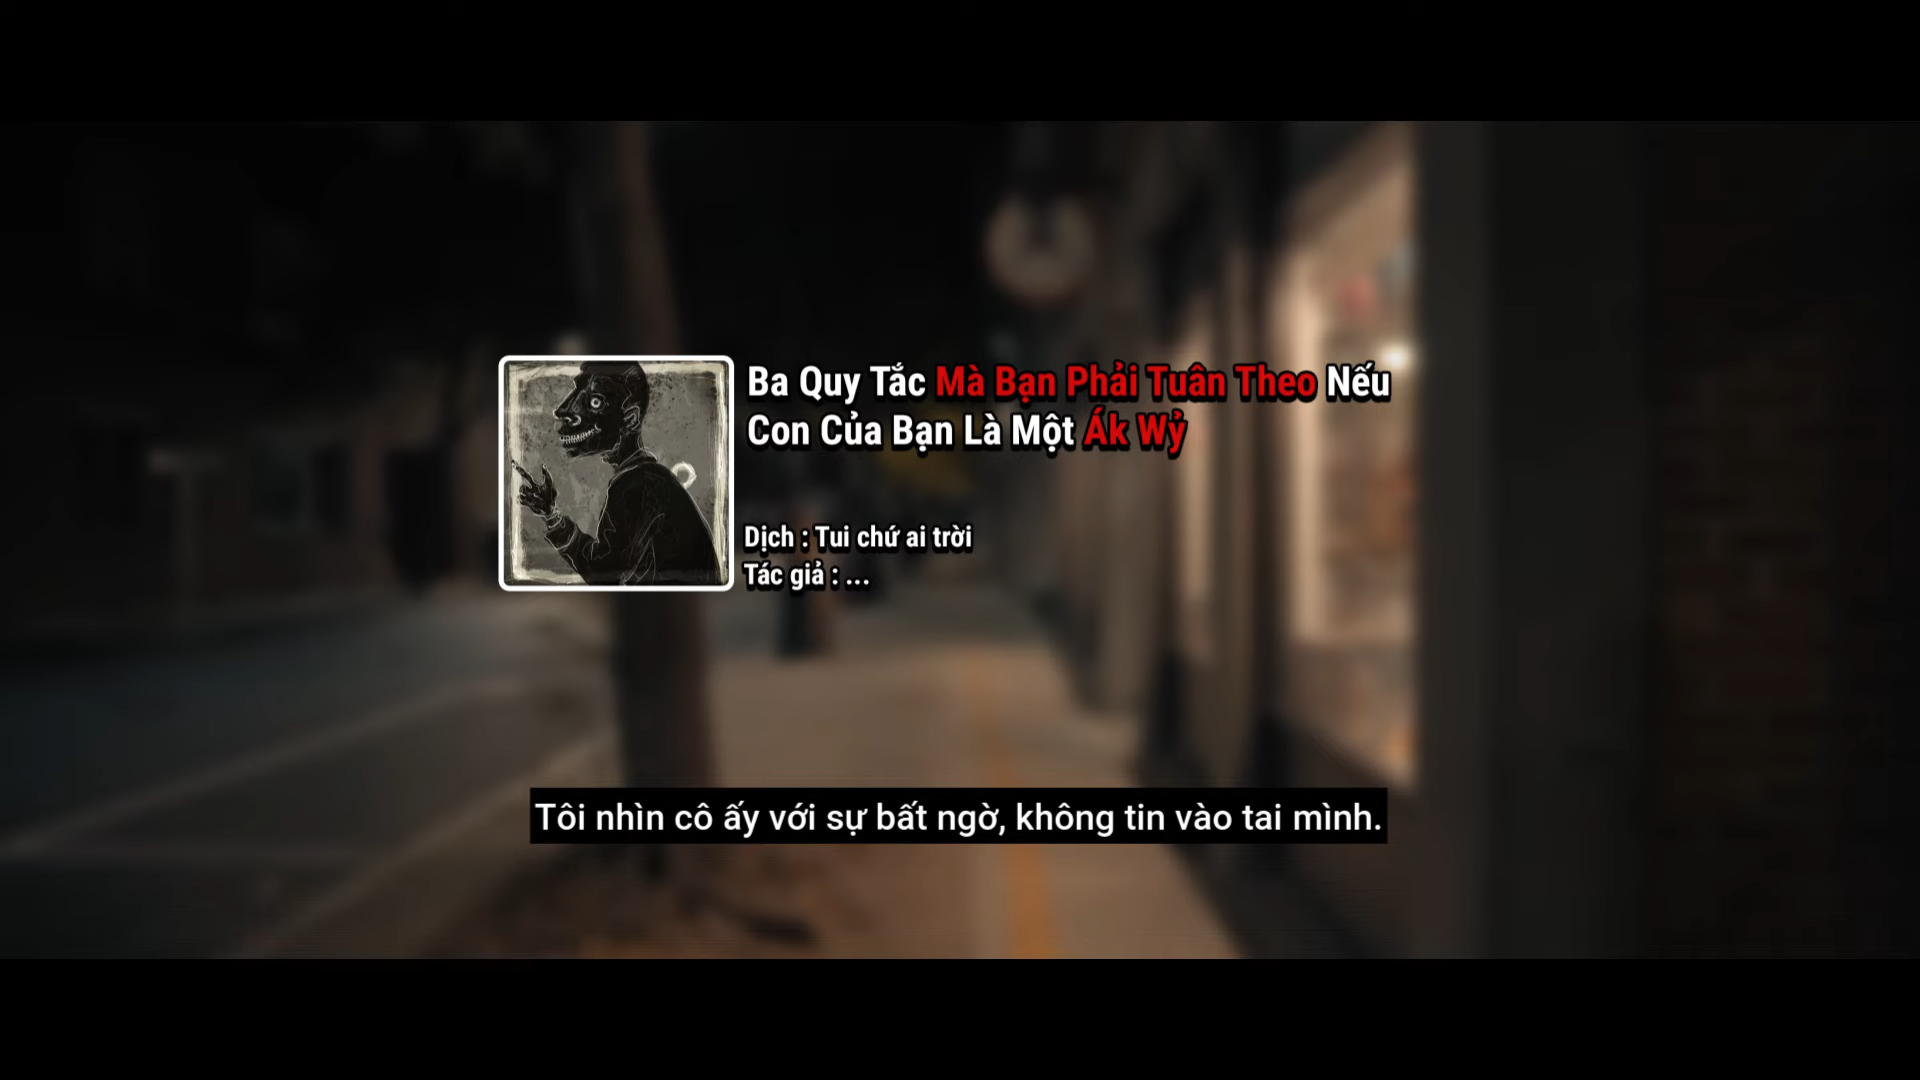 Ba Quy Tắc Mà Bạn Phải Tuân Theo Nếu
Con Của Bạn Là Một Ák Wỷ
Dịch : Tui chứ ai trời
Tác giả : ...
Tôi nhìn cô ấy với sự bất ngờ, không tin vào tai mình.